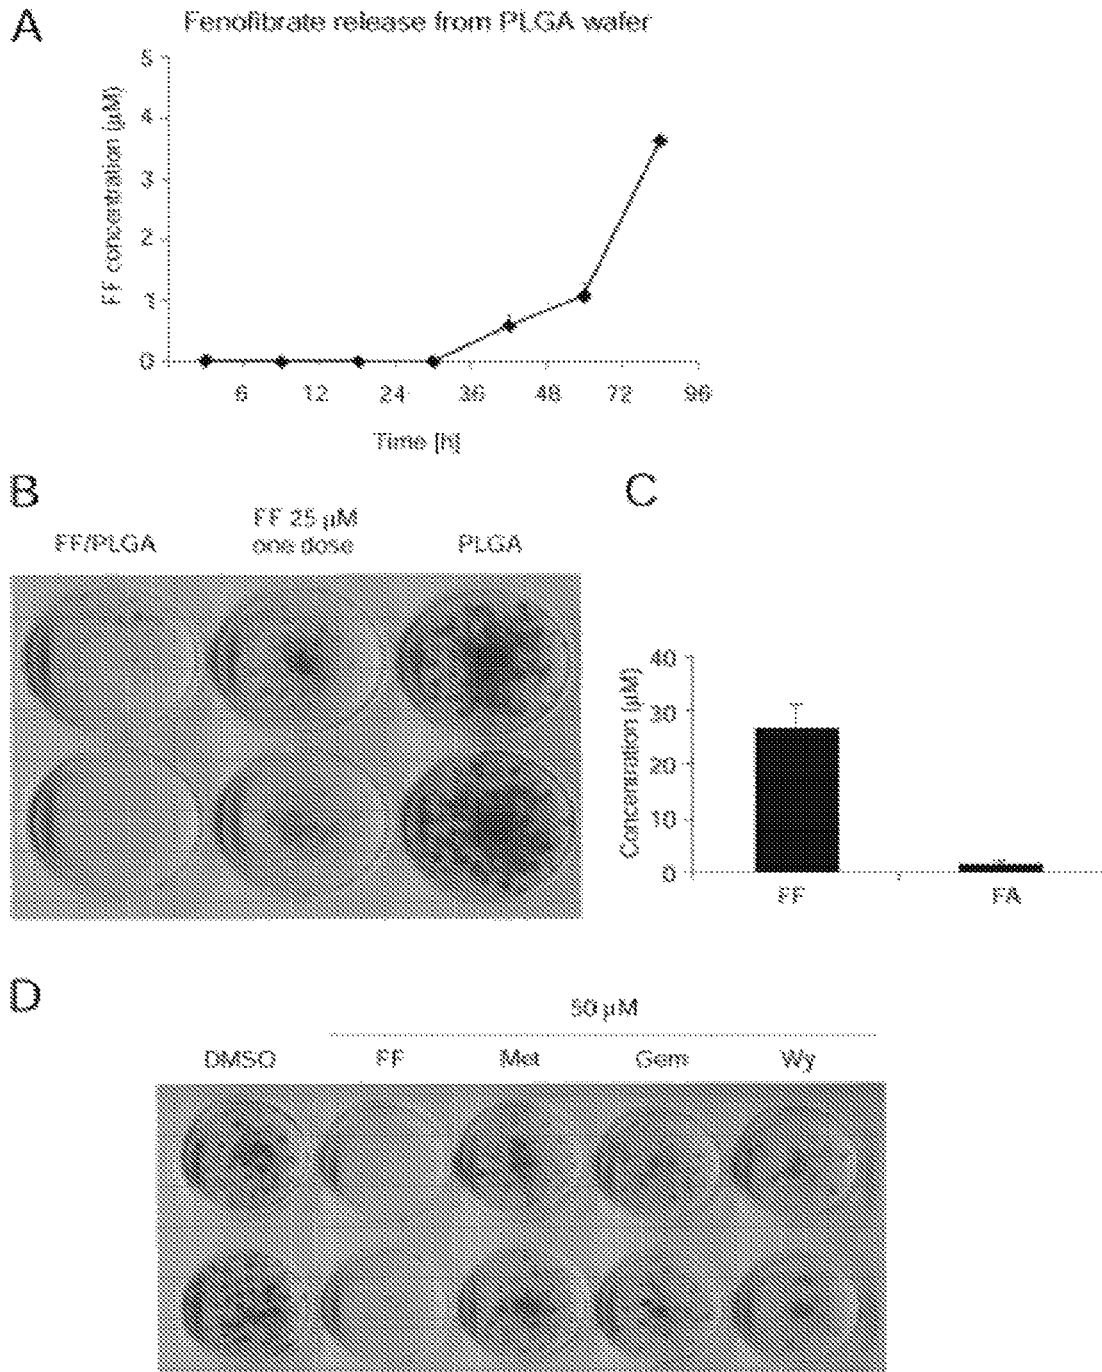 A
Fenofibrate release from PLGA wafer
FF concentration (µM)
5
4
3
2
1
0
6 12 24 36 48 60 72 96
Time [h]
B
FF/PLGA
FF 25 µM
one dose
PLGA
C
Concentration (µM)
40
30
20
10
0
FF FA
D
50 µM
DMSO FF Met Gem Wy